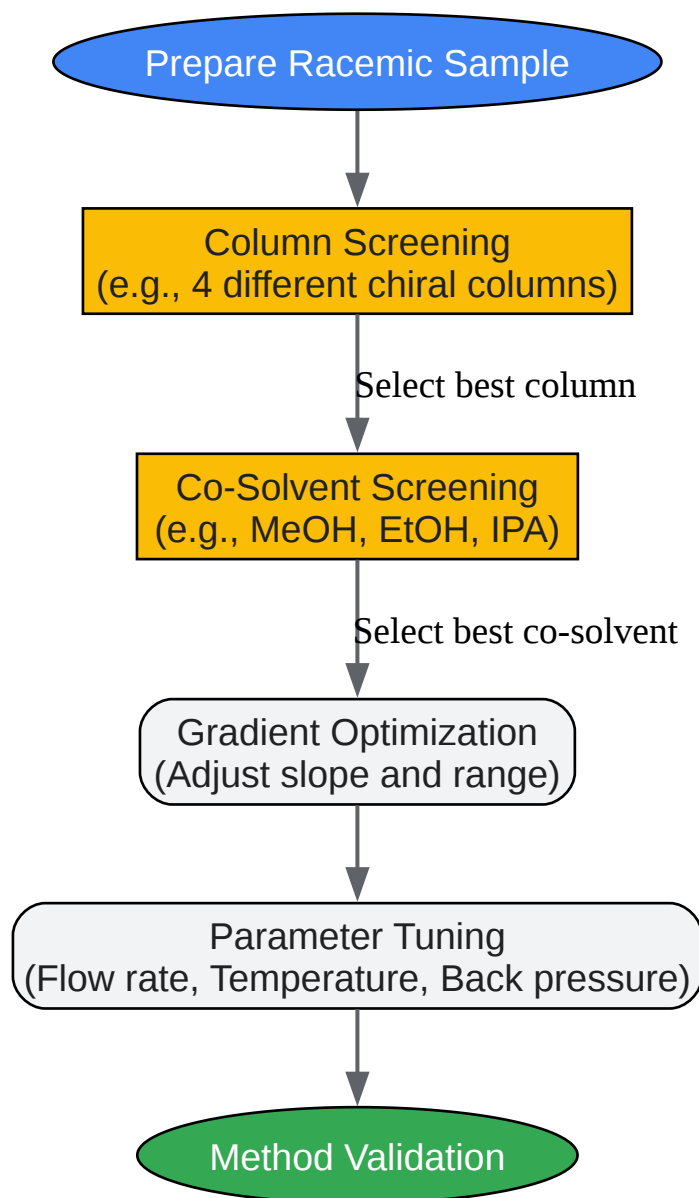 Prepare Racemic Sample
Column Screening
(e.g., 4 different chiral columns)
Select best column
Co-Solvent Screening
(e.g., MeOH, EtOH, IPA)
Select best co-solvent
Gradient Optimization
(Adjust slope and range)
Parameter Tuning
(Flow rate, Temperature, Back pressure)
Method Validation